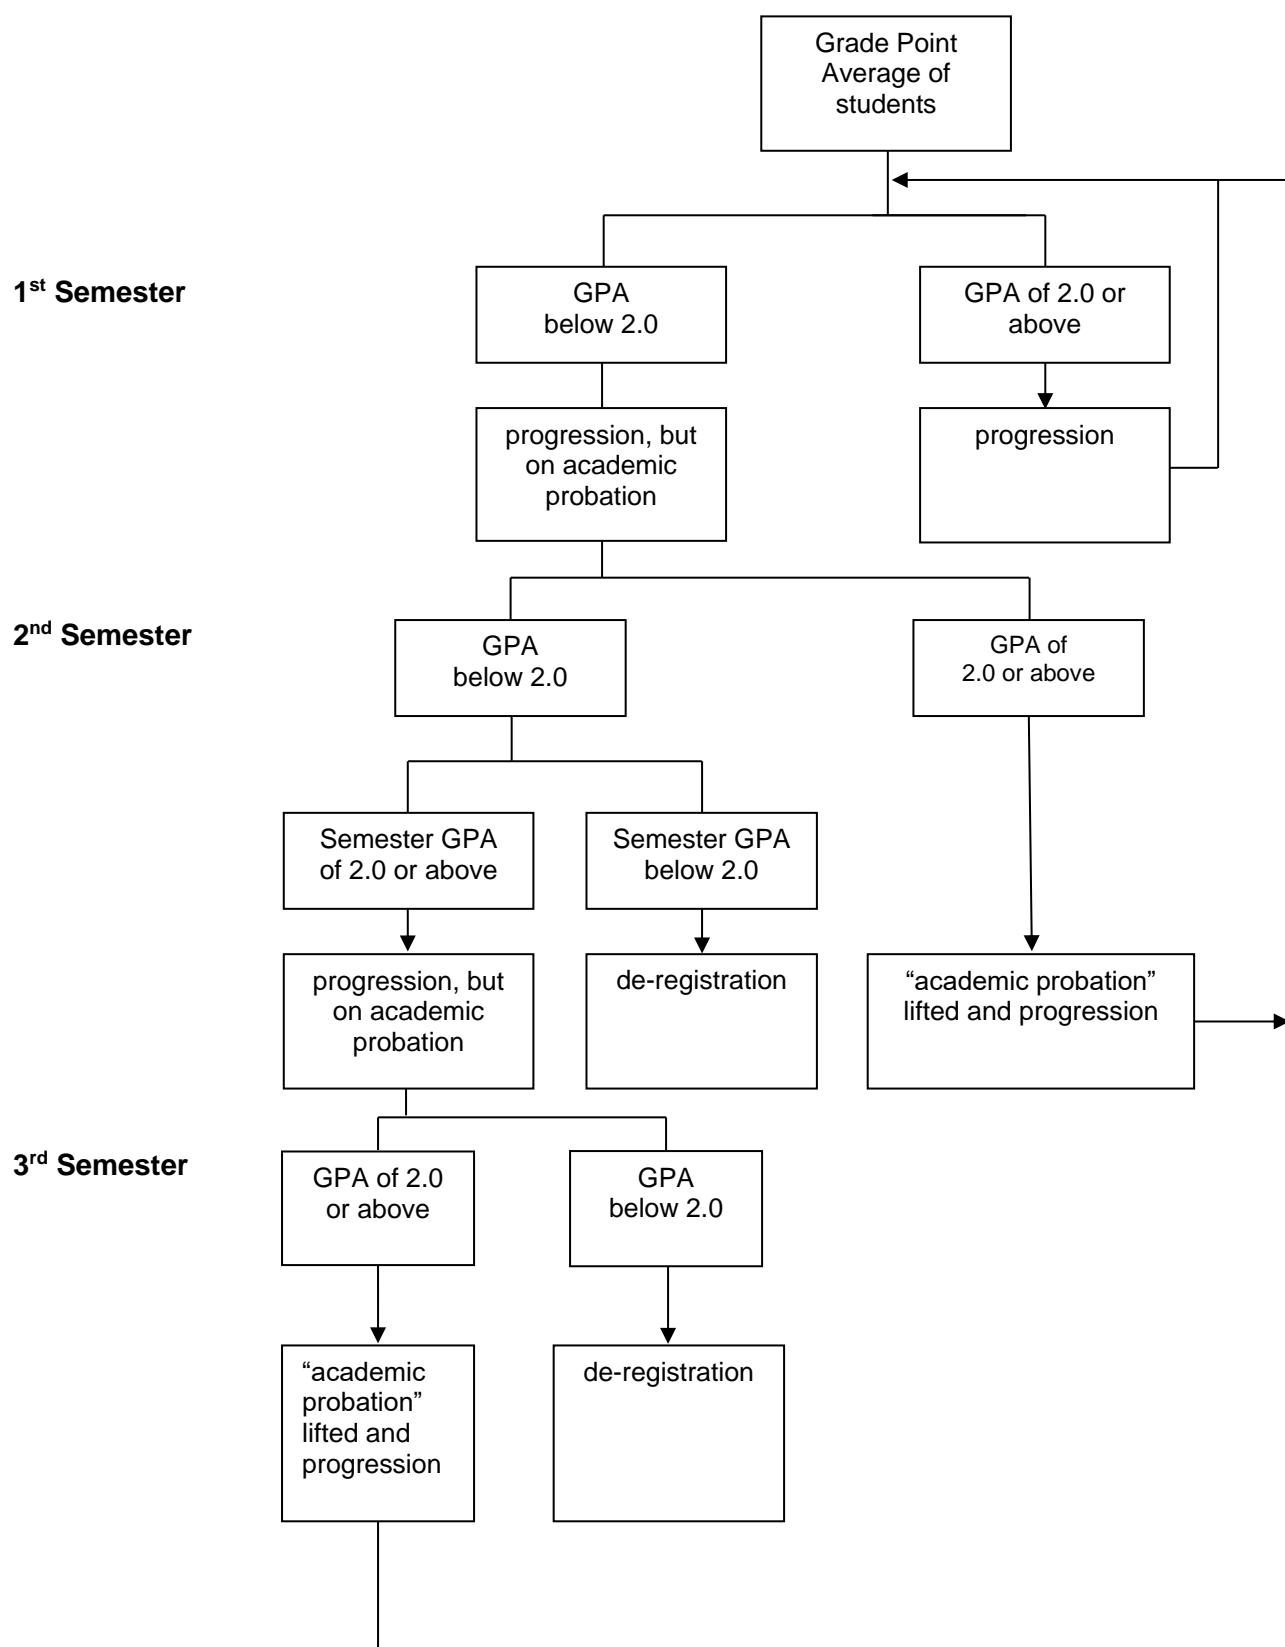 Grade Point
Average of
students
1st Semester
GPA
below 2.0
GPA of 2.0 or
above
progression, but
on academic
probation
progression
2nd Semester
GPA
below 2.0
GPA of
2.0 or above
Semester GPA
of 2.0 or above
Semester GPA
below 2.0
progression, but
on academic
probation
de-registration
“academic probation”
lifted and progression
3rd Semester
GPA of 2.0
or above
GPA
below 2.0
“academic
probation”
lifted and
progression
de-registration